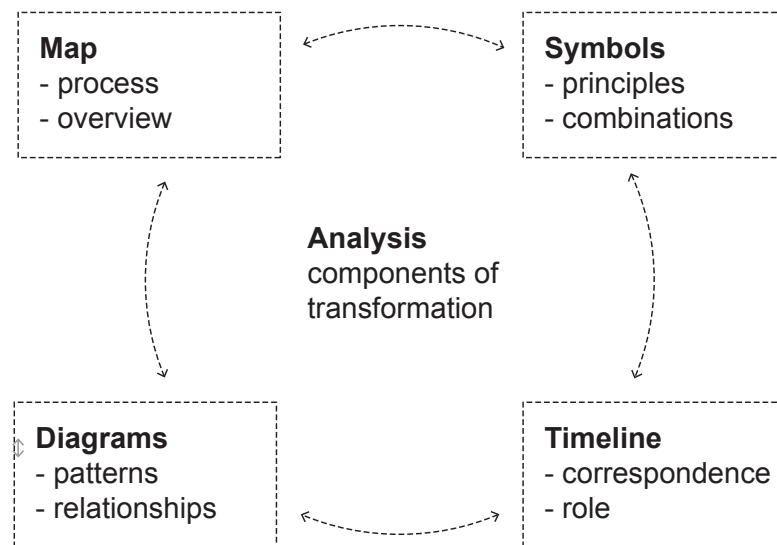 Map
- process
- overview
Symbols
- principles
- combinations
Analysis
components of
transformation
Diagrams
- patterns
- relationships
Timeline
- correspondence
- role